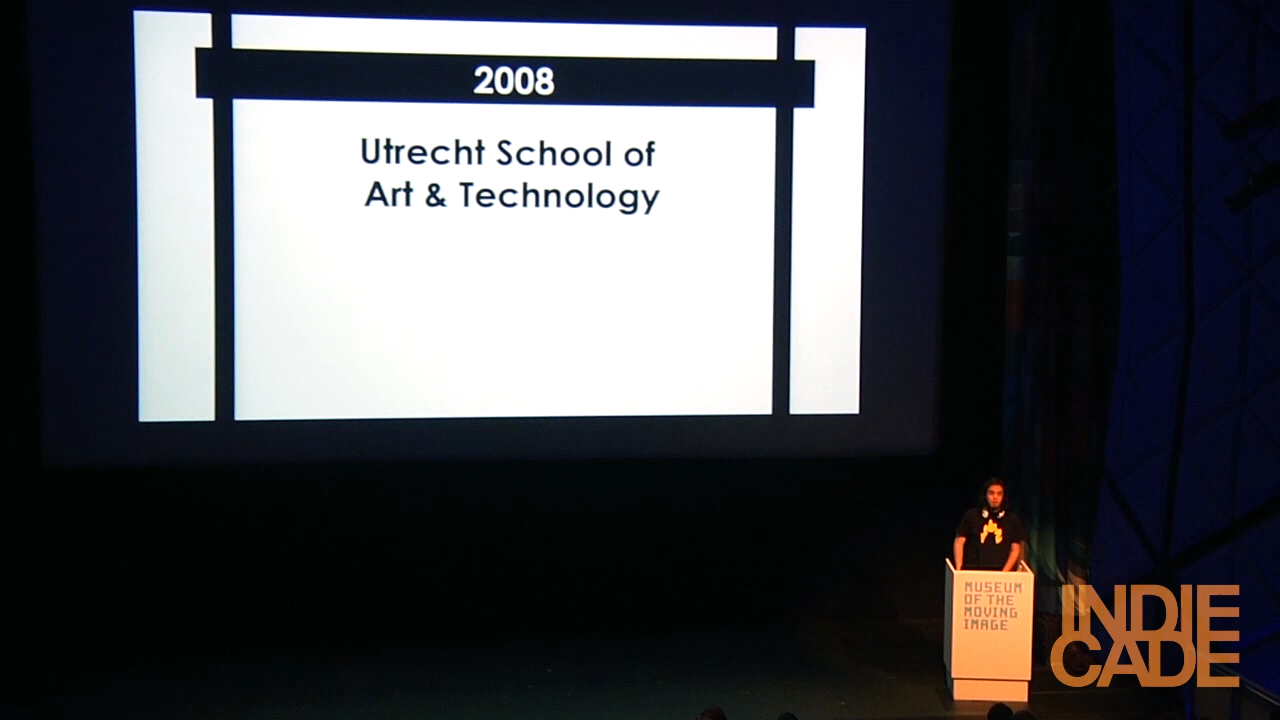 2008
Utrecht School of
Art & Technology
MUSEUM
OF THE
MOVING
IMAGE
INDIE
CADE